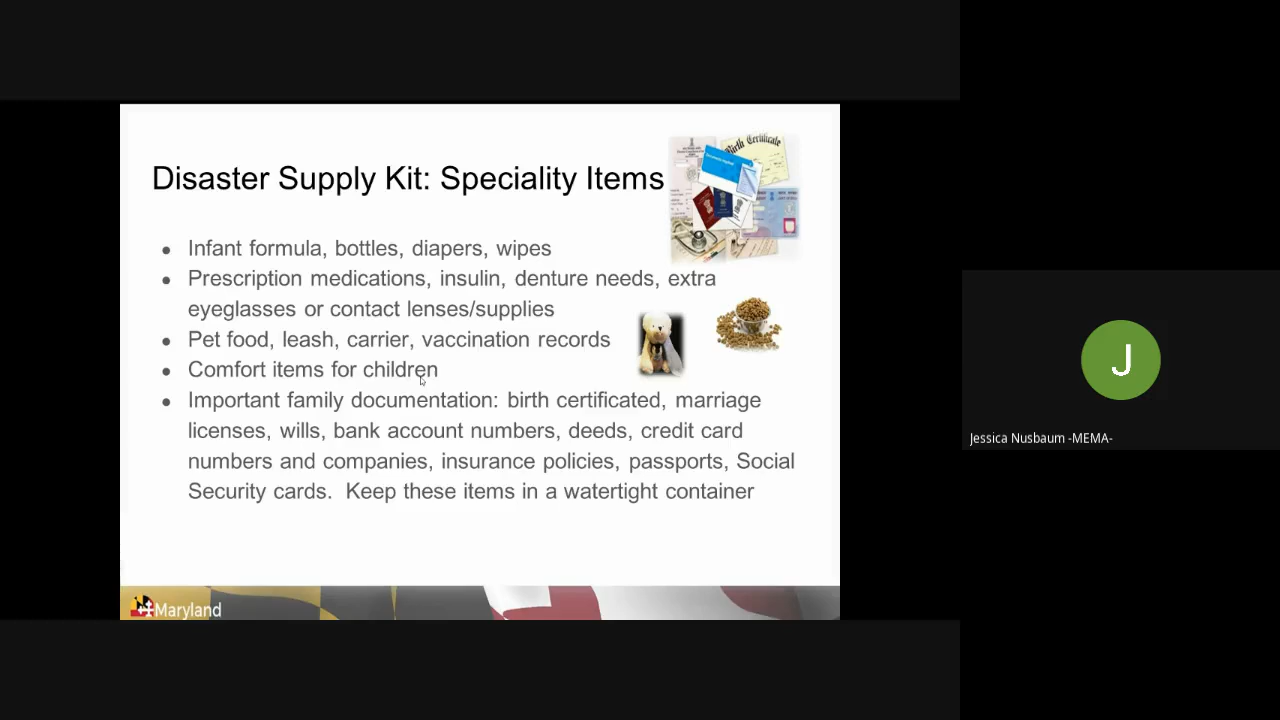 Disaster Supply Kit: Speciality Items
Birth Certificate
Infant formula, bottles, diapers, wipes
Prescription medications, insulin, denture needs, extra
eyeglasses or contact lenses/supplies
Pet food, leash, carrier, vaccination records
Comfort items for children
Important family documentation: birth certificated, marriage
licenses, wills, bank account numbers, deeds, credit card
numbers and companies, insurance policies, passports, Social
Security cards.  Keep these items in a watertight container
Maryland
J
Jessica Nusbaum -MEMA-